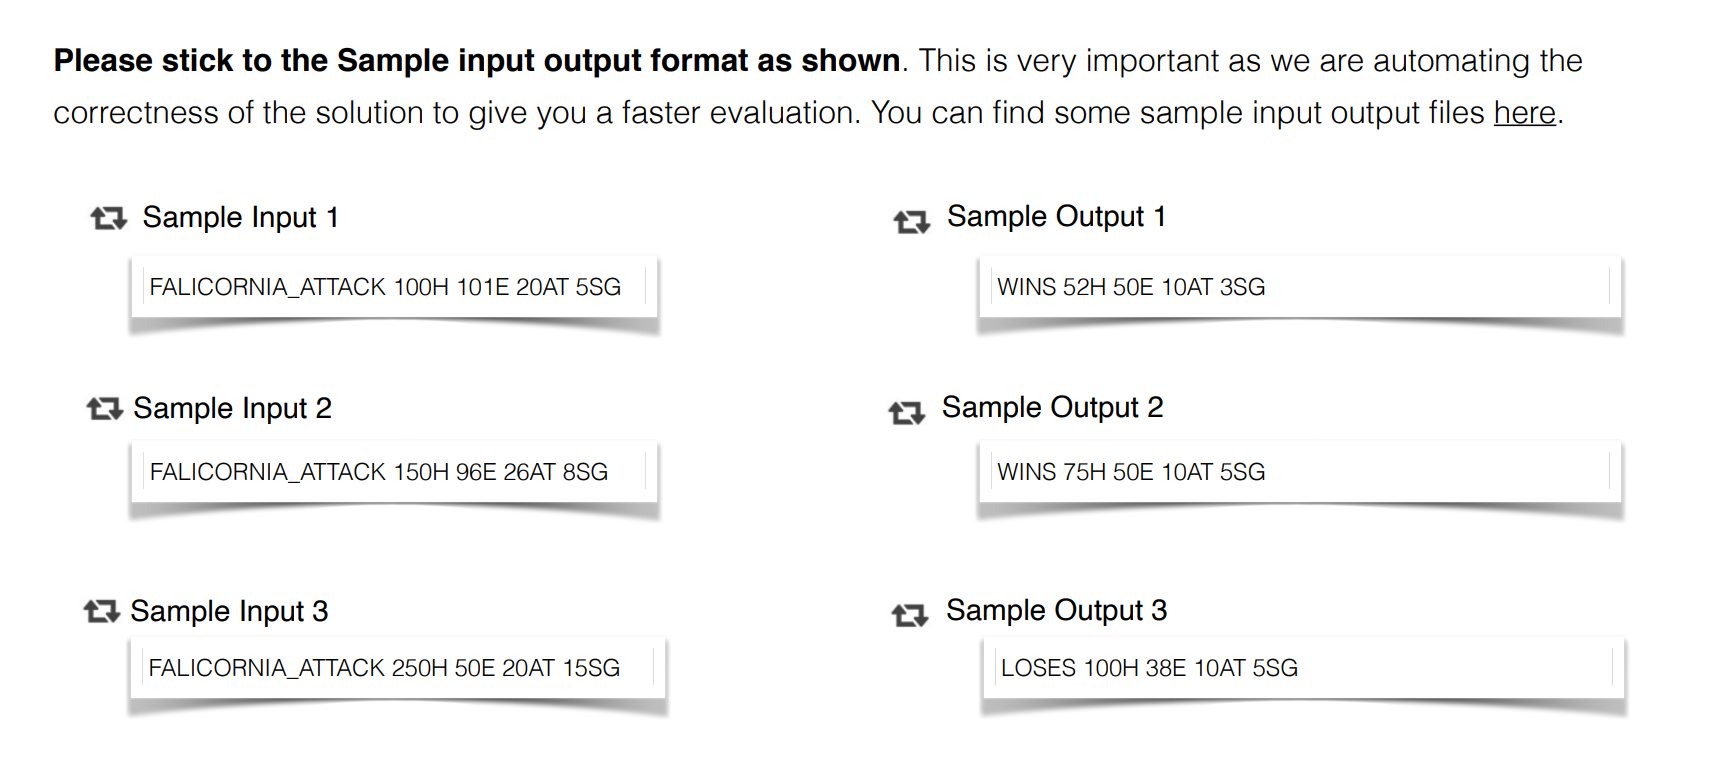 Please stick to the Sample input output format as shown. This is very important as we are automating the
correctness of the solution to give you a faster evaluation. You can find some sample input output files here.
Sample Input 1
Sample Output 1
FALICORNIA_ATTACK 100H 101E 20AT 5SG
WINS 52H 50E 10AT 3SG
Sample Input 2
Sample Output 2
FALICORNIA_ATTACK 150H 96E 26AT 8SG
WINS 75H 50E 10AT 5SG
Sample Input 3
Sample Output 3
FALICORNIA_ATTACK 250H 50E 20AT 15SG
LOSES 100H 38E 10AT 5SG